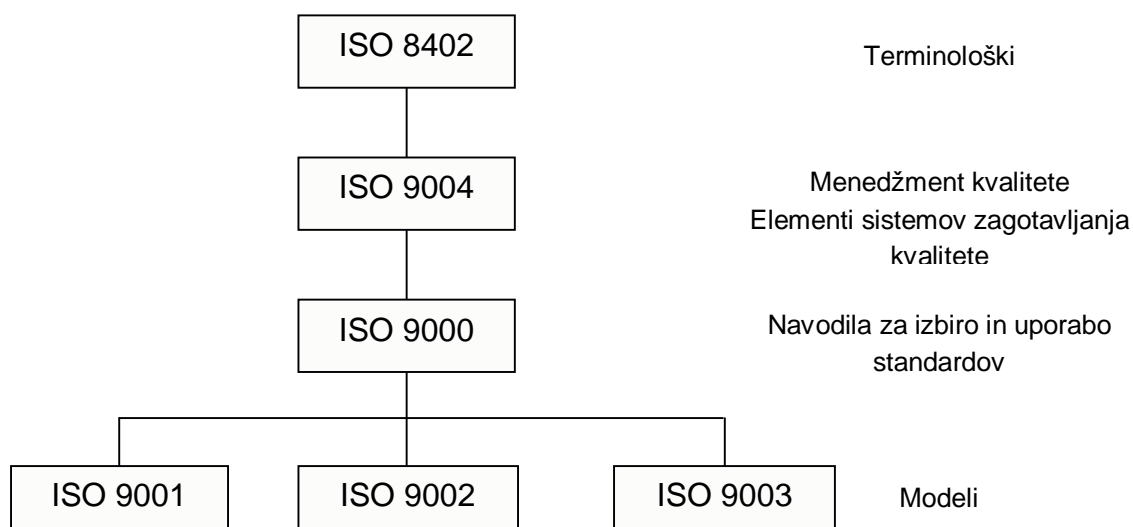 ISO 8402
Terminološki
ISO 9004
Menedžment kvalitete
Elementi sistemov zagotavljanja
kvalitete
ISO 9000
Navodila za izbiro in uporabo
standardov
ISO 9001
ISO 9002
ISO 9003
Modeli